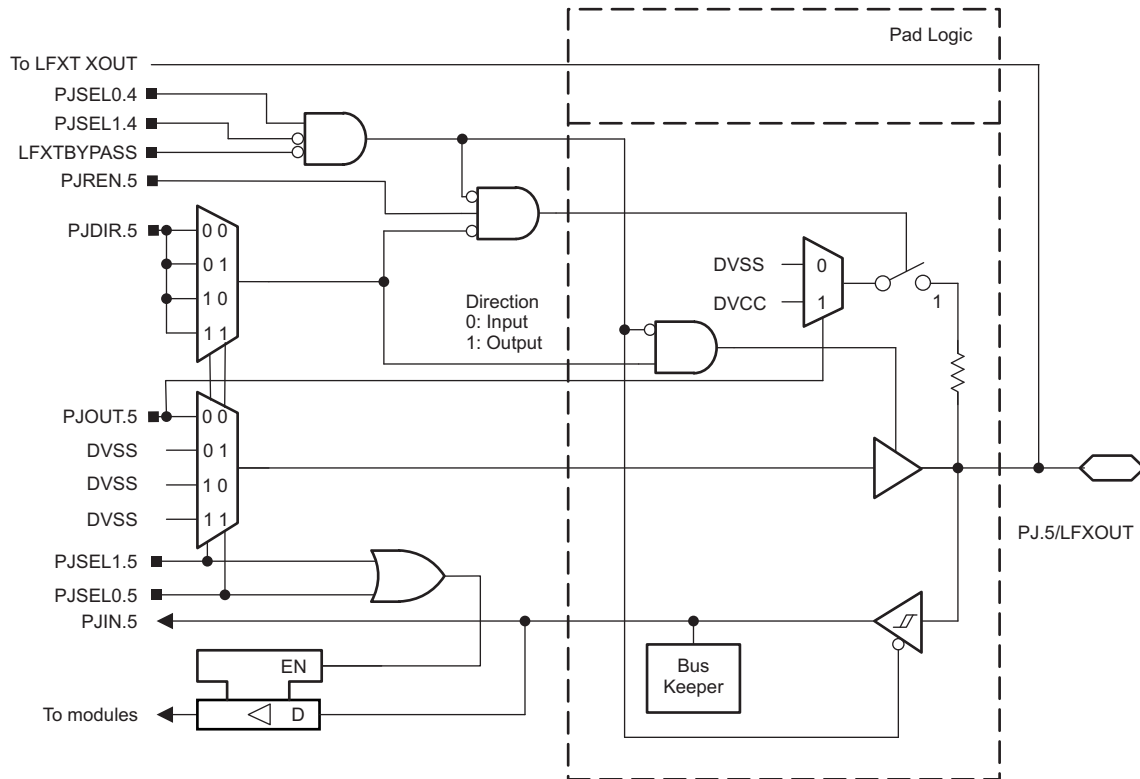 Pad Logic
To LFXT XOUT
PJSEL0.4
PJSEL1.4
LFXTBYPASS
PJREN.5
PJDIR.5
0 0
0 1
1 0
1 1
Direction
0: Input
1: Output
DVSS
0
DVCC
1
1
PJOUT.5
0 0
DVSS
0 1
DVSS
1 0
DVSS
1 1
PJ.5/LFXOUT
PJSEL1.5
PJSEL0.5
PJIN.5
Bus
Keeper
EN
To modules
D